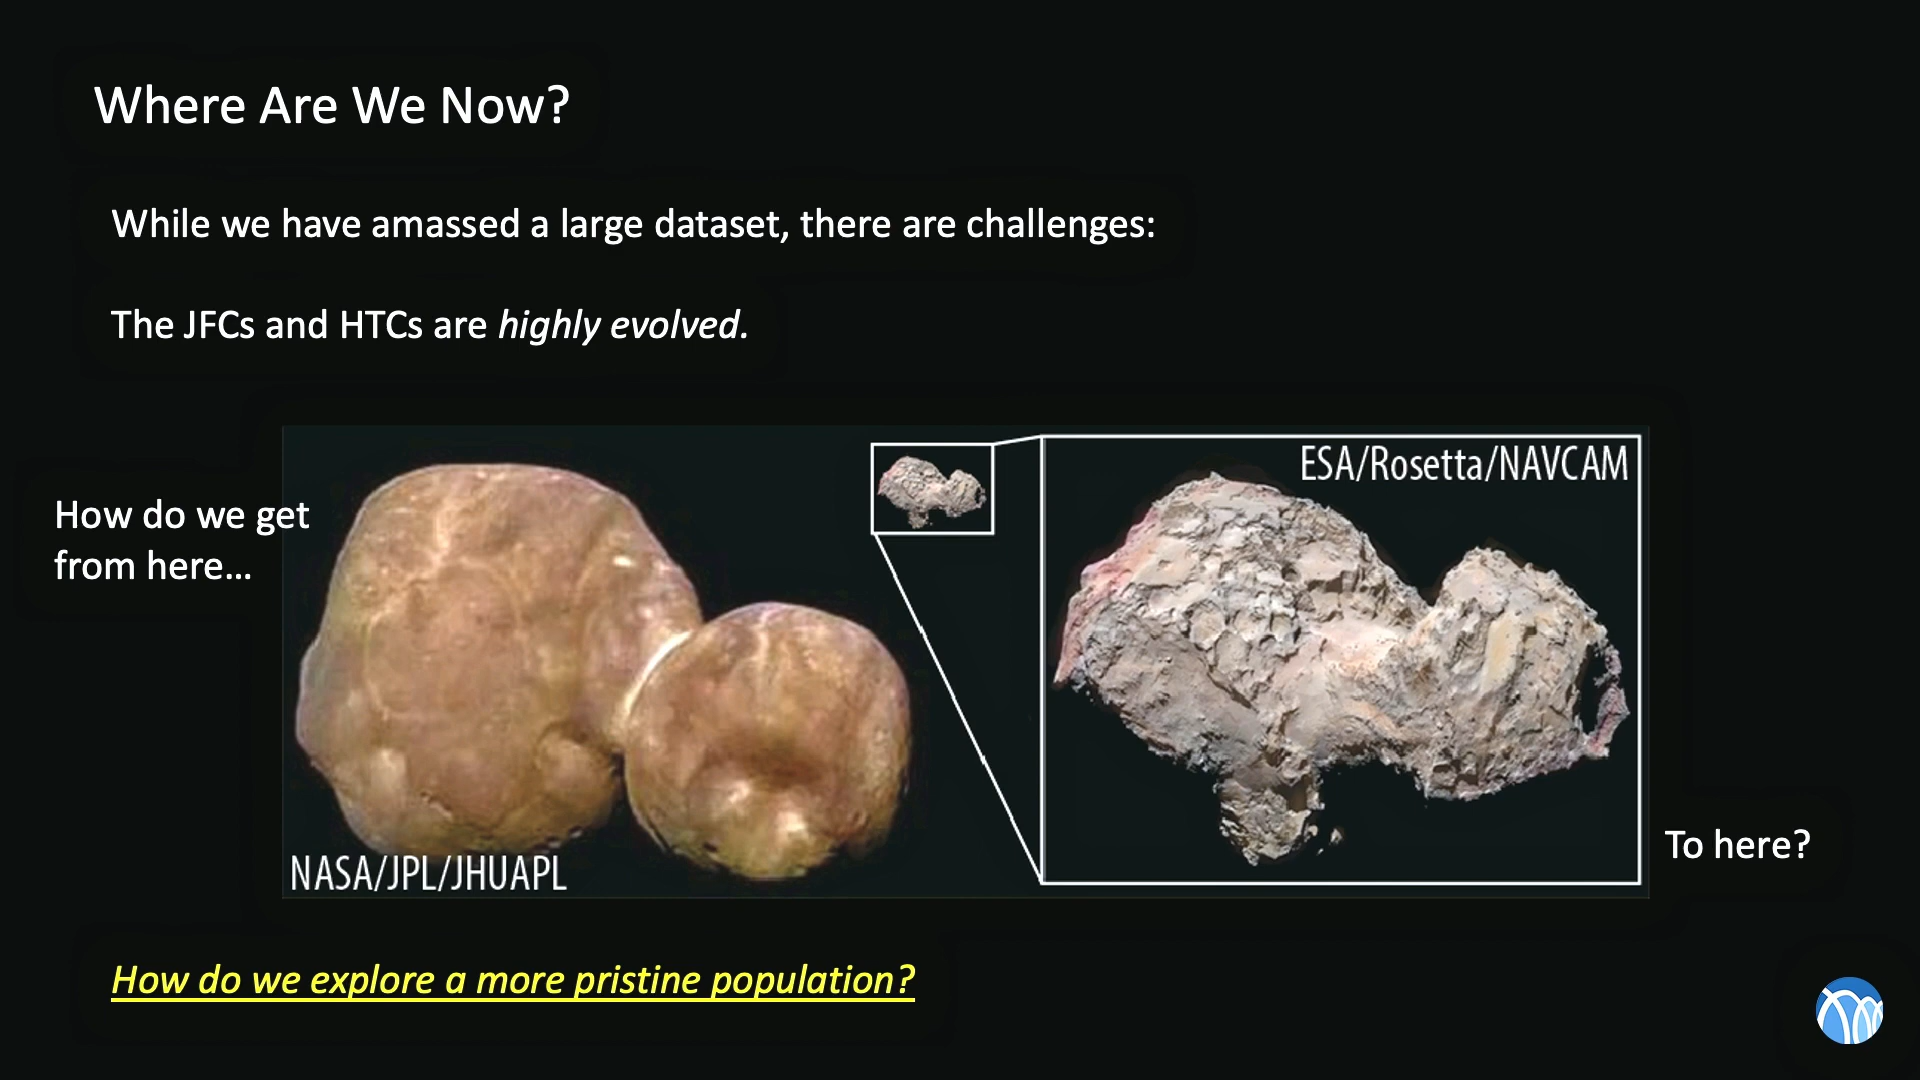 Where Are We Now?
While we have amassed a large dataset, there are challenges:
The JFCs and HTCs are highly evolved.
ESA/Rosetta/NAVCAM
How do we get
from here...
To here?
NASA/JPL/JHUAPL
How do we explore a more pristine population?